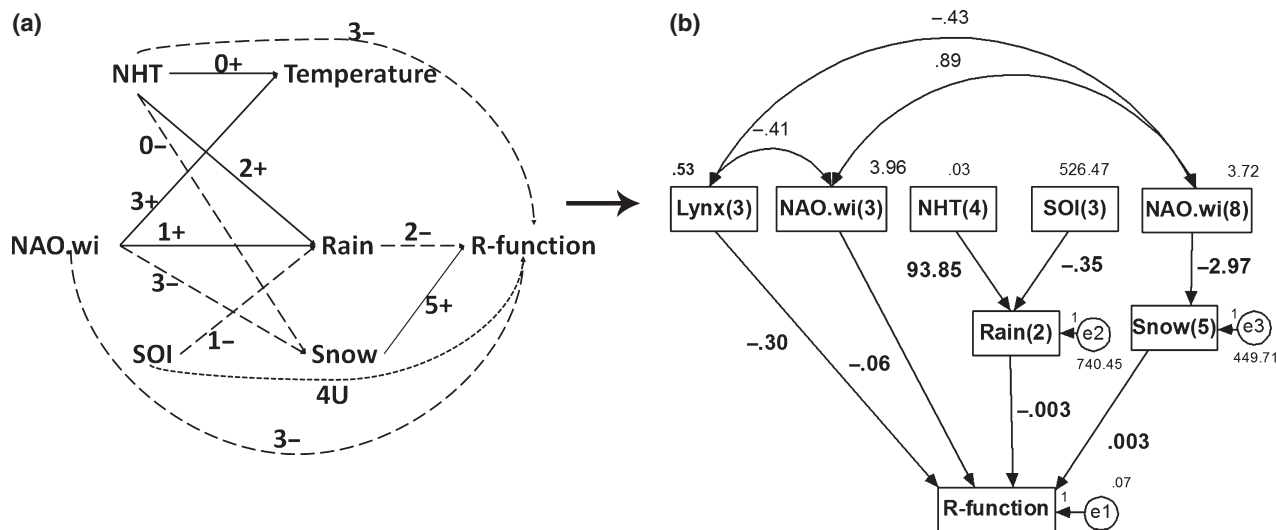 (a)
3–
NHT
0+
Temperature
0–
2+
3+
NAO.wi
1+
Rain
2–
R-function
3–
5+
1–
SOI
Snow
4U
3–
(b)
–.43
.89
–.41
.53
3.96
.03
526.47
3.72
Lynx(3)
NAO.wi(3)
NHT(4)
SOI(3)
NAO.wi(8)
93.85
–.35
–2.97
Rain(2)
1
e2
740.45
Snow(5)
1
e3
449.71
–.30
–.06
–.003
.003
R-function
1
.07
e1